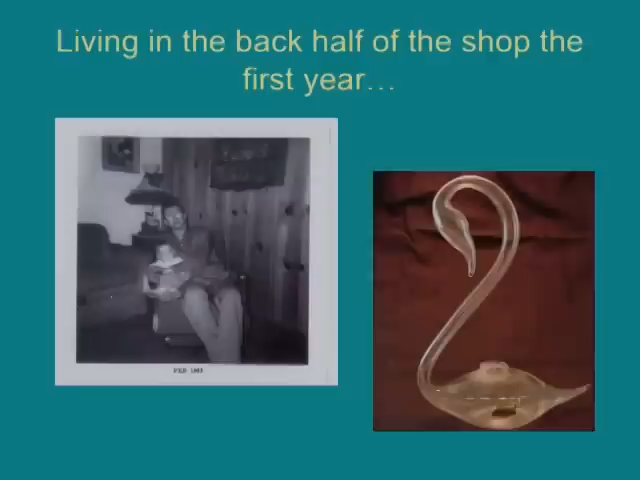 Living in the back half of the shop the
first year…